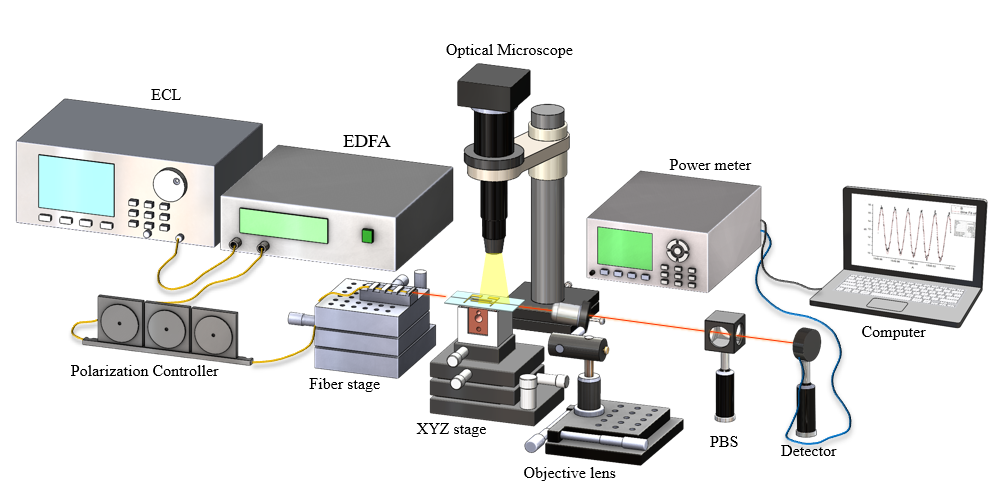 Optical Microscope
ECL
EDFA
Power meter
Computer
Polarization Controller
Fiber stage
XYZ stage
PBS
Detector
Objective lens